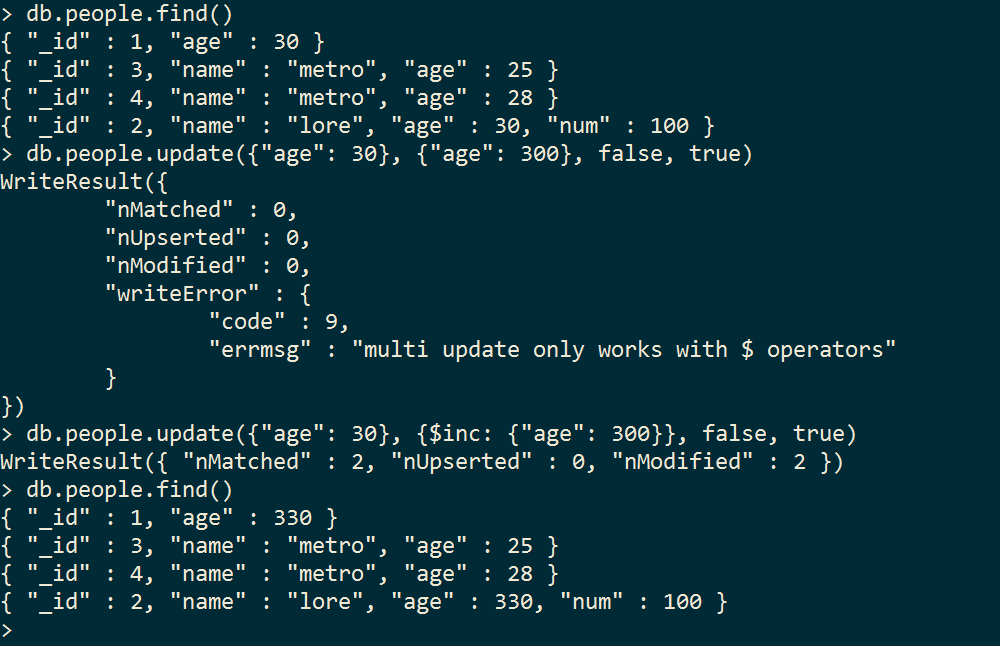 > db.people.find()
{ "_id" : 1, "age" : 30 }
{ "_id" : 3, "name" : "metro", "age" : 25 }
{ "_id" : 4, "name" : "metro", "age" : 28 }
{ "_id" : 2, "name" : "lore", "age" : 30, "num" : 100 }
> db.people.update({"age": 30}, {"age": 300}, false, true)
WriteResult({
        "nMatched" : 0,
        "nUpserted" : 0,
        "nModified" : 0,
        "writeError" : {
                "code" : 9,
                "errmsg" : "multi update only works with $ operators"
        }
})
> db.people.update({"age": 30}, {$inc: {"age": 300}}, false, true)
WriteResult({ "nMatched" : 2, "nUpserted" : 0, "nModified" : 2 })
> db.people.find()
{ "_id" : 1, "age" : 330 }
{ "_id" : 3, "name" : "metro", "age" : 25 }
{ "_id" : 4, "name" : "metro", "age" : 28 }
{ "_id" : 2, "name" : "lore", "age" : 330, "num" : 100 }
>